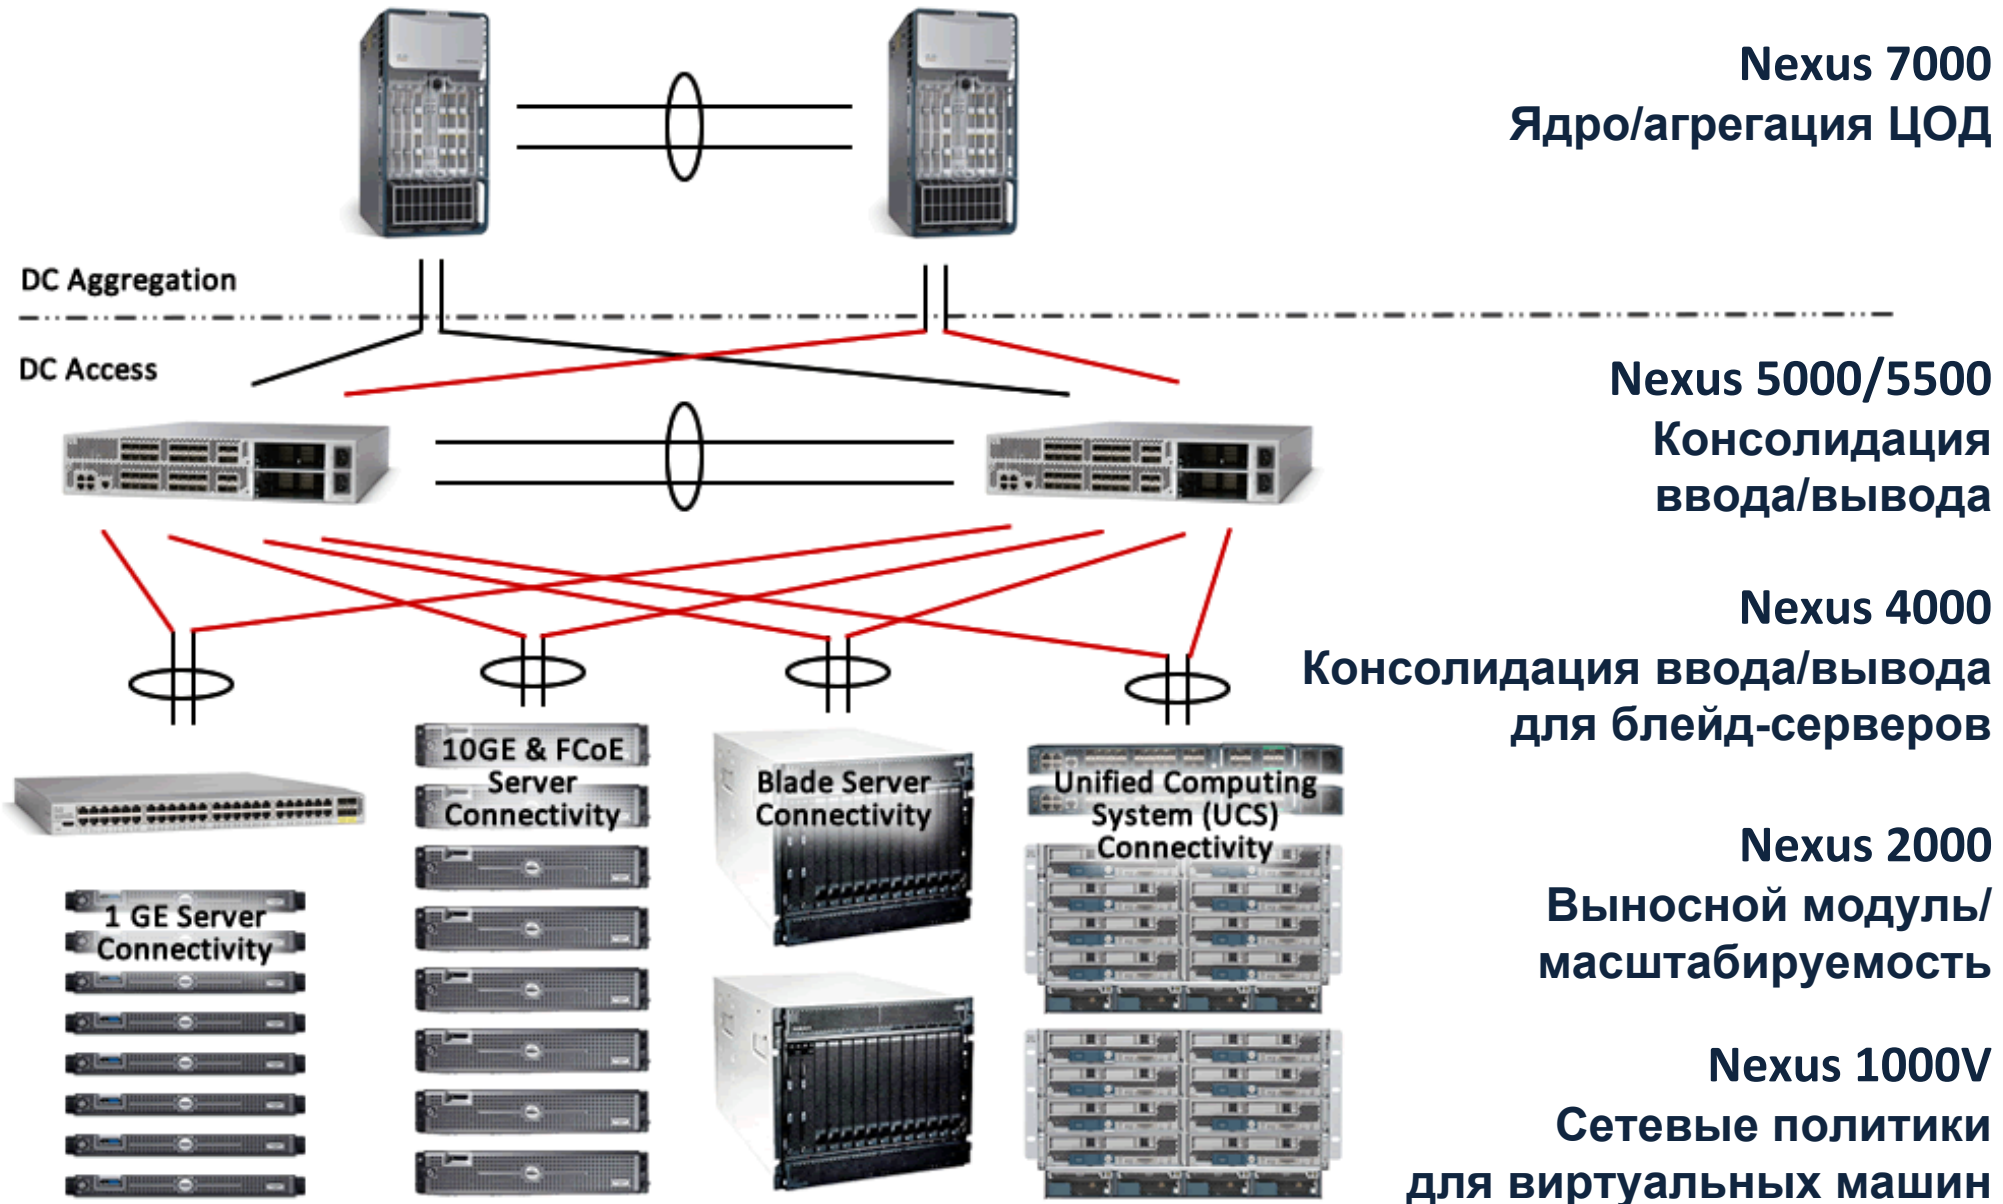 Nexus 7000
Ядро/агрегация ЦОД
DC Aggregation
DC Access
Nexus 5000/5500
Консолидация
ввода/вывода
Nexus 4000
Консолидация ввода/вывода
для блейд-серверов
10GE & FCoE
Server
Connectivity
Blade Server
Connectivity
Unified Computing
System (UCS)
Connectivity
1 GE Server
Connectivity
Nexus 2000
Выносной модуль/
масштабируемость
Nexus 1000V
Сетевые политики
для виртуальных машин